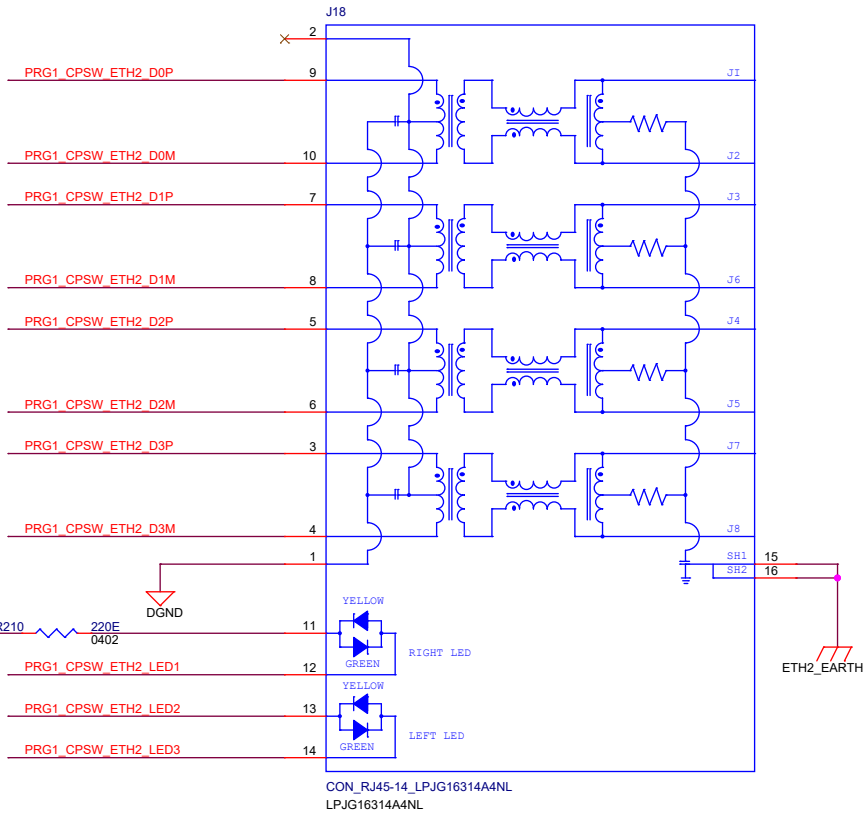 J18
2
PRG1_CPSW_ETH2_D0P 9 J1
PRG1_CPSW_ETH2_D0M 10 J2
PRG1_CPSW_ETH2_D1P 7 J3
PRG1_CPSW_ETH2_D1M 8 J6
PRG1_CPSW_ETH2_D2P 5 J4
PRG1_CPSW_ETH2_D2M 6 J5
PRG1_CPSW_ETH2_D3P 3 J7
PRG1_CPSW_ETH2_D3M 4 J8
1 SH1 15
SH2 16
DGND
YELLOW
R210 220E 11
0402
GREEN
RIGHT LED
ETH2_EARTH
PRG1_CPSW_ETH2_LED1 12
YELLOW
PRG1_CPSW_ETH2_LED2 13
LEFT LED
GREEN
PRG1_CPSW_ETH2_LED3 14
CON_RJ45-14_LPJG16314A4NL
LPJG16314A4NL